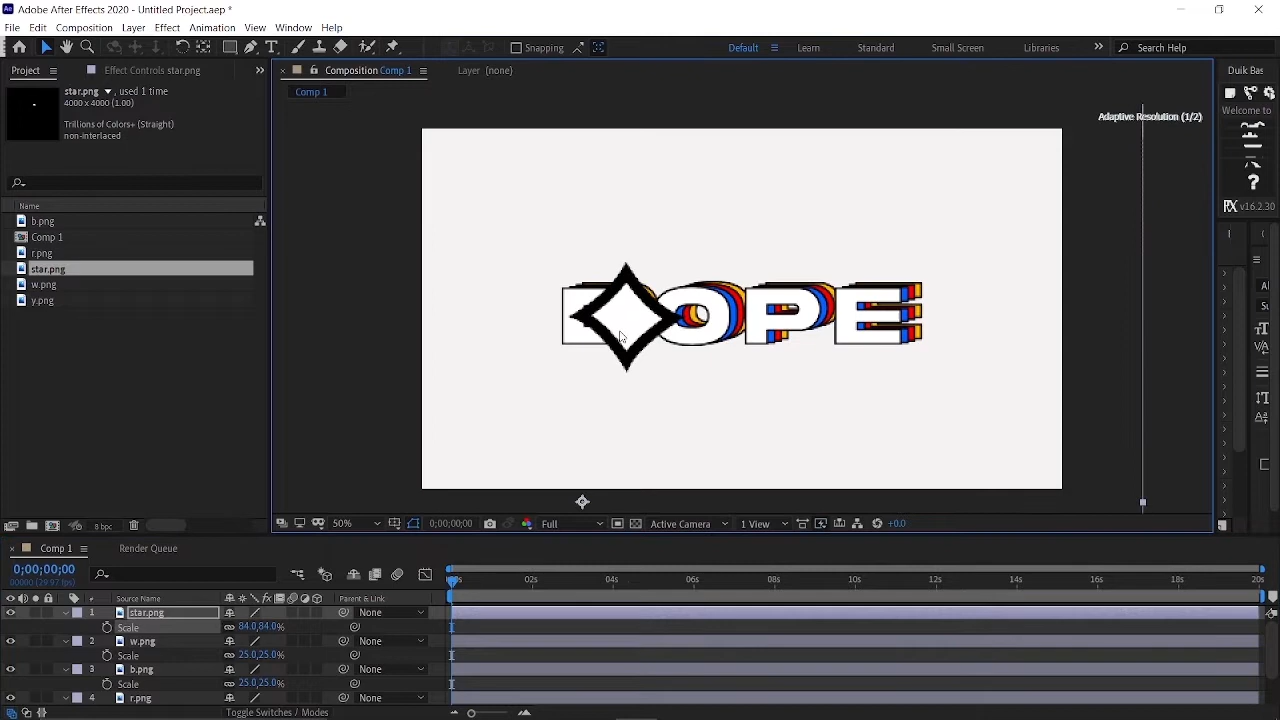 Adobe After Effects 2020 - Untitled Project.aep *
File Edit Composition Layer Effect Animation View Window Help
Snapping Default Learn Standard Small Screen Libraries Search Help
Project Effect Controls star.png Composition Comp 1 Layer (none) Duik Bas
star.png , used 1 time
4000 x 4000 (1.00)
Trillions of Colors+ (Straight)
non-interlaced
Comp 1
Adaptive Resolution (1/2)
Welcome to
v16.2.30
Name
b.png
Comp 1
r.png
star.png
w.png
y.png
OPE
8 bpc
50% 0;00;00;00 Full Active Camera 1 View +0.0
Comp 1 Render Queue
0;00;00;00
00000 (29.97 fps)
02s 04s 06s 08s 10s 12s 14s 16s 18s 20s
# Source Name Parent & Link
1 star.png None
Scale 84.0,84.0%
2 w.png None
Scale 25.0,25.0%
3 b.png None
Scale 25.0,25.0%
4 r.png None
Toggle Switches / Modes